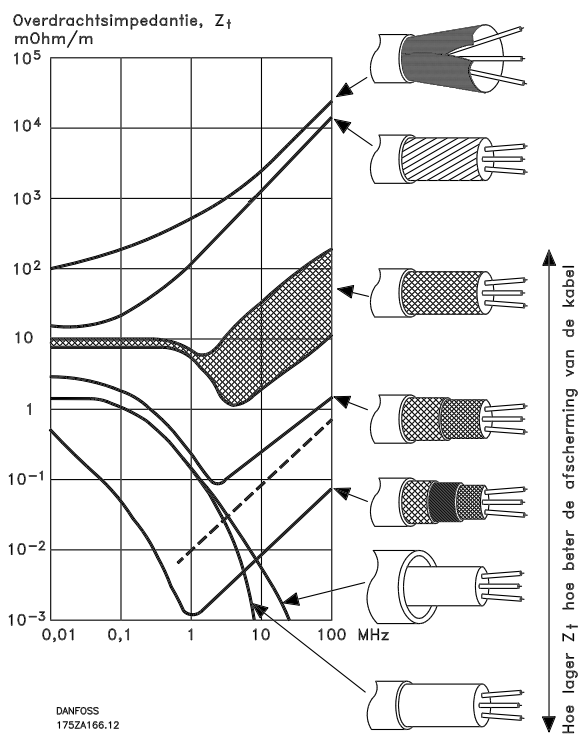 Overdrachtsimpedantie, Zt
mOhm/m
10⁵
10⁴
10³
10²
10
1
10⁻¹
10⁻²
10⁻³
0,01 0,1 1 10 100 MHz
Hoe lager Zt hoe beter de afscherming van de kabel
DANFOSS
175ZA166.12